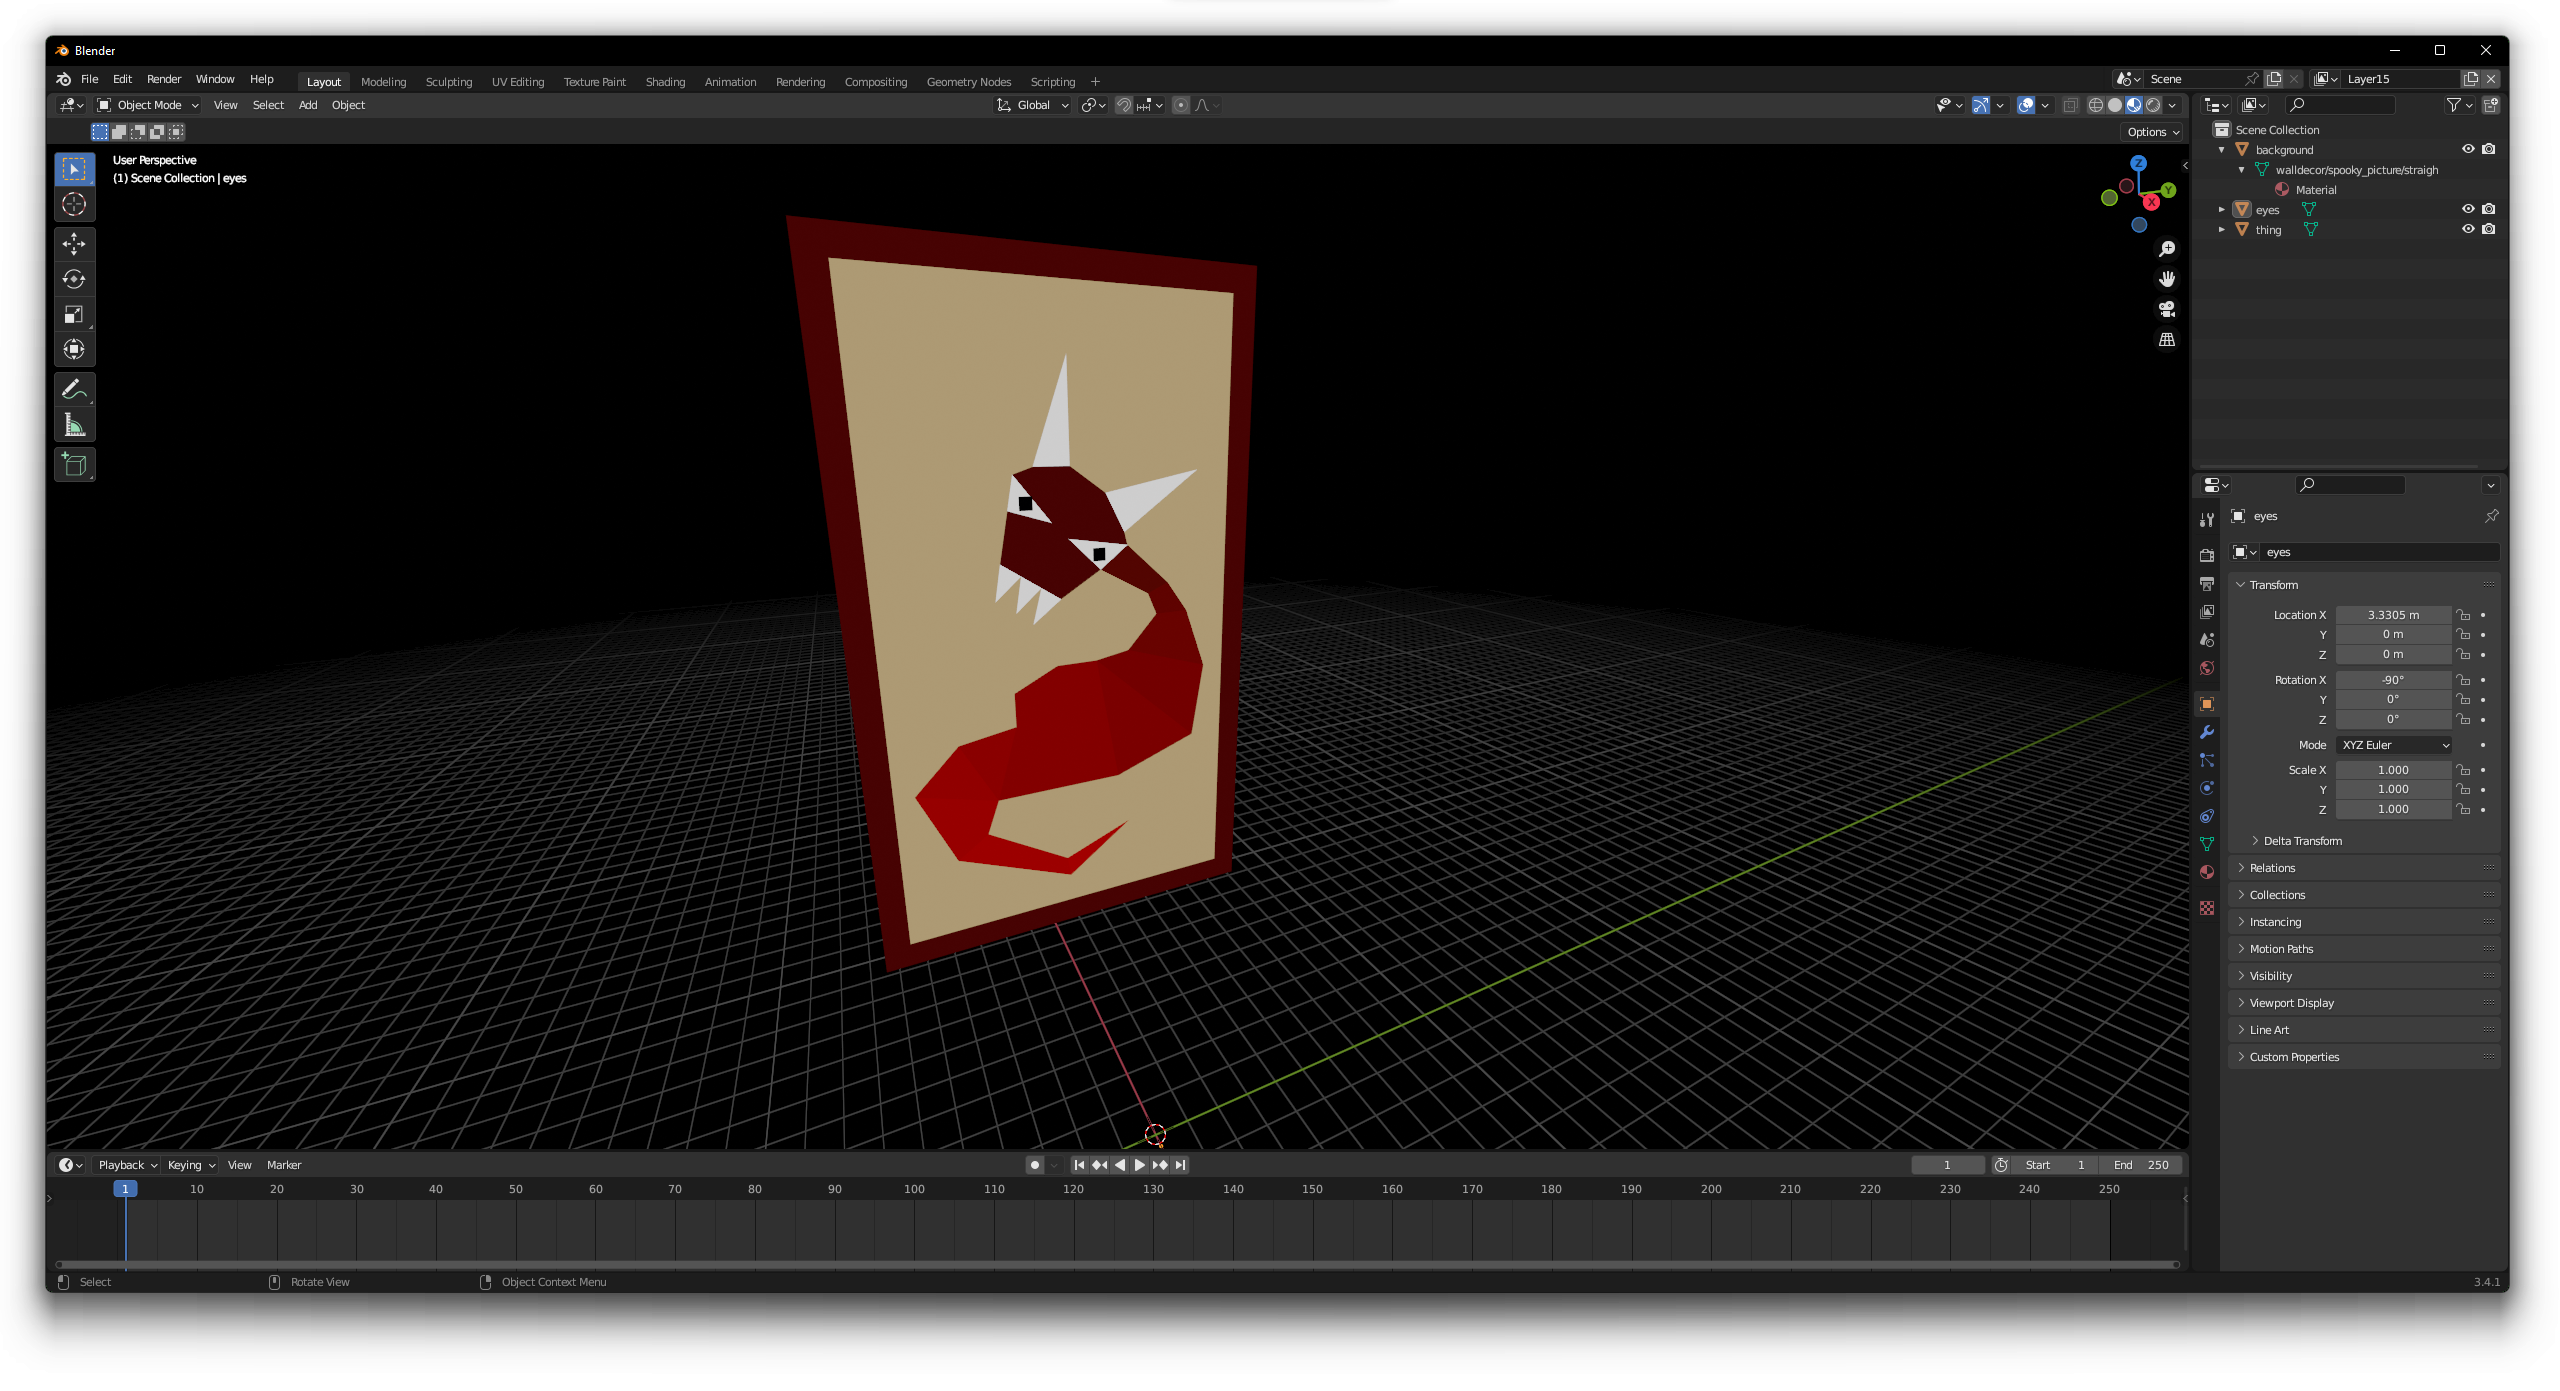 Blender
File Edit Render Window Help Layout Modeling Sculpting UV Editing Texture Paint Shading Animation Rendering Compositing Geometry Nodes Scripting + Scene Layer15
Object Mode View Select Add Object Global
Options
User Perspective
(1) Scene Collection | eyes
Z
Y
X
Scene Collection
background
walldecor/spooky_picture/straigh
Material
eyes
thing
eyes
eyes
Transform
Location X 3.3305 m
Y 0 m
Z 0 m
Rotation X -90°
Y 0°
Z 0°
Mode XYZ Euler
Scale X 1.000
Y 1.000
Z 1.000
Delta Transform
Relations
Collections
Instancing
Motion Paths
Visibility
Viewport Display
Line Art
Custom Properties
Playback Keying View Marker 1 Start 1 End 250
1 10 20 30 40 50 60 70 80 90 100 110 120 130 140 150 160 170 180 190 200 210 220 230 240 250
Select Rotate View Object Context Menu 3.4.1